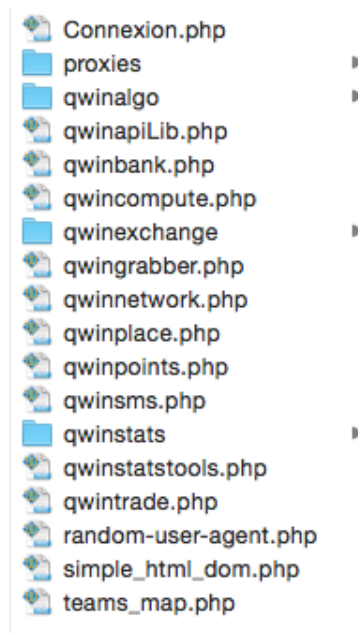 Connexion.php
proxies
qwinalgo
qwinapiLib.php
qwinbank.php
qwincompute.php
qwinexchange
qwingrabber.php
qwinnetwork.php
qwinplace.php
qwinpoints.php
qwinsms.php
qwinstats
qwinstatstools.php
qwintrade.php
random-user-agent.php
simple_html_dom.php
teams_map.php